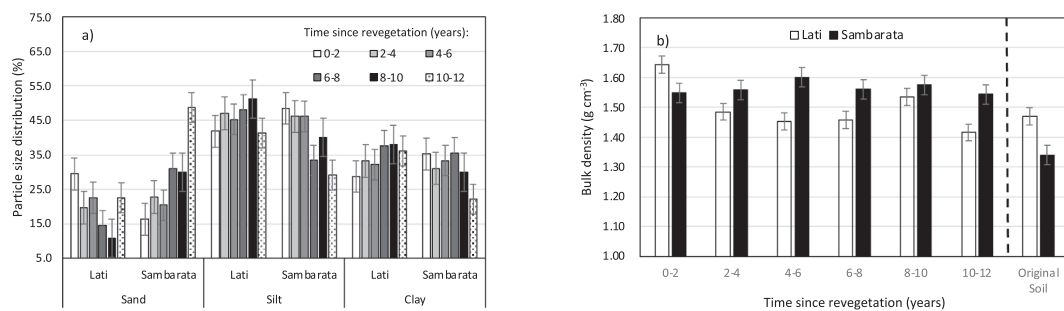 a)
Time since revegetation (years):
0-2 2-4 4-6
6-8 8-10 10-12
Particle size distribution (%)
75.0
65.0
55.0
45.0
35.0
25.0
15.0
5.0
Lati Sambarata Lati Sambarata Lati Sambarata
Sand Silt Clay
b)
Lati Sambarata
Bulk density (g cm⁻³)
1.80
1.70
1.60
1.50
1.40
1.30
1.20
1.10
1.00
0-2 2-4 4-6 6-8 8-10 10-12 Original
Soil
Time since revegetation (years)